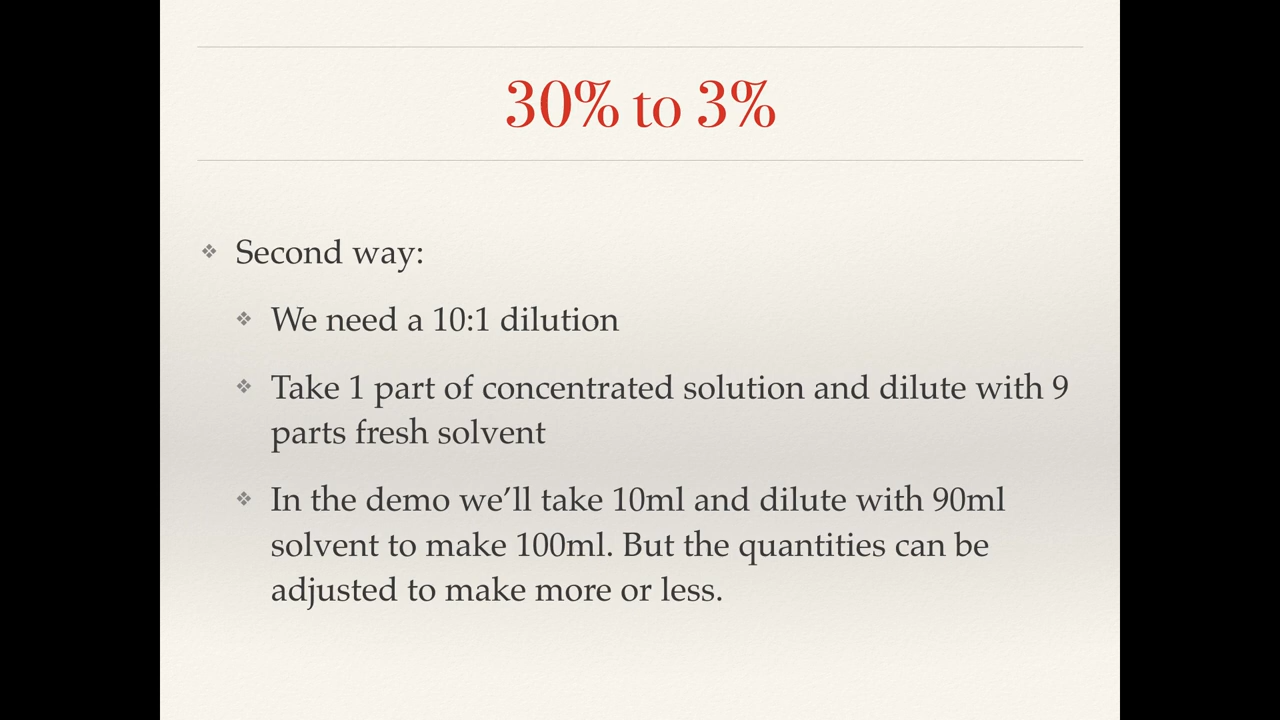 30% to 3%
Second way:
We need a 10:1 dilution
Take 1 part of concentrated solution and dilute with 9
parts fresh solvent
In the demo we’ll take 10ml and dilute with 90ml
solvent to make 100ml. But the quantities can be
adjusted to make more or less.